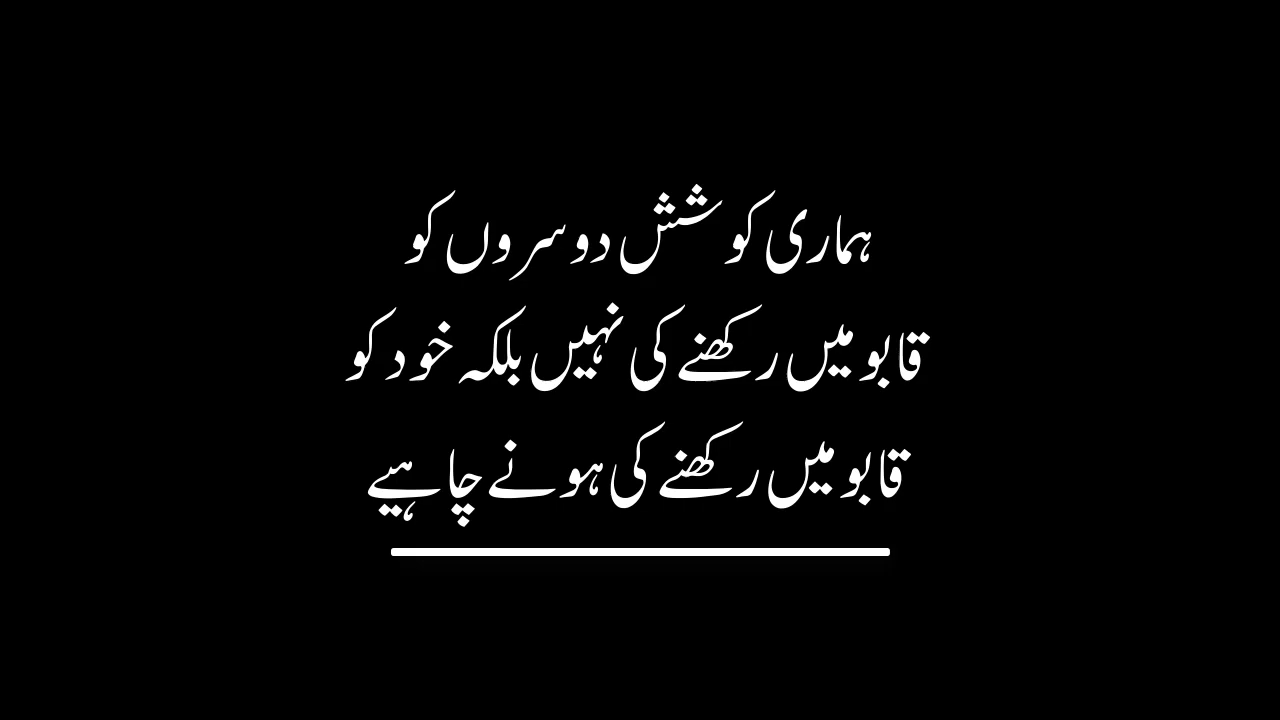 ہماری کوشش دوسروں کو
قابو میں رکھنے کی نہیں بلکہ خود کو
قابو میں رکھنے کی ہونے چاہیے